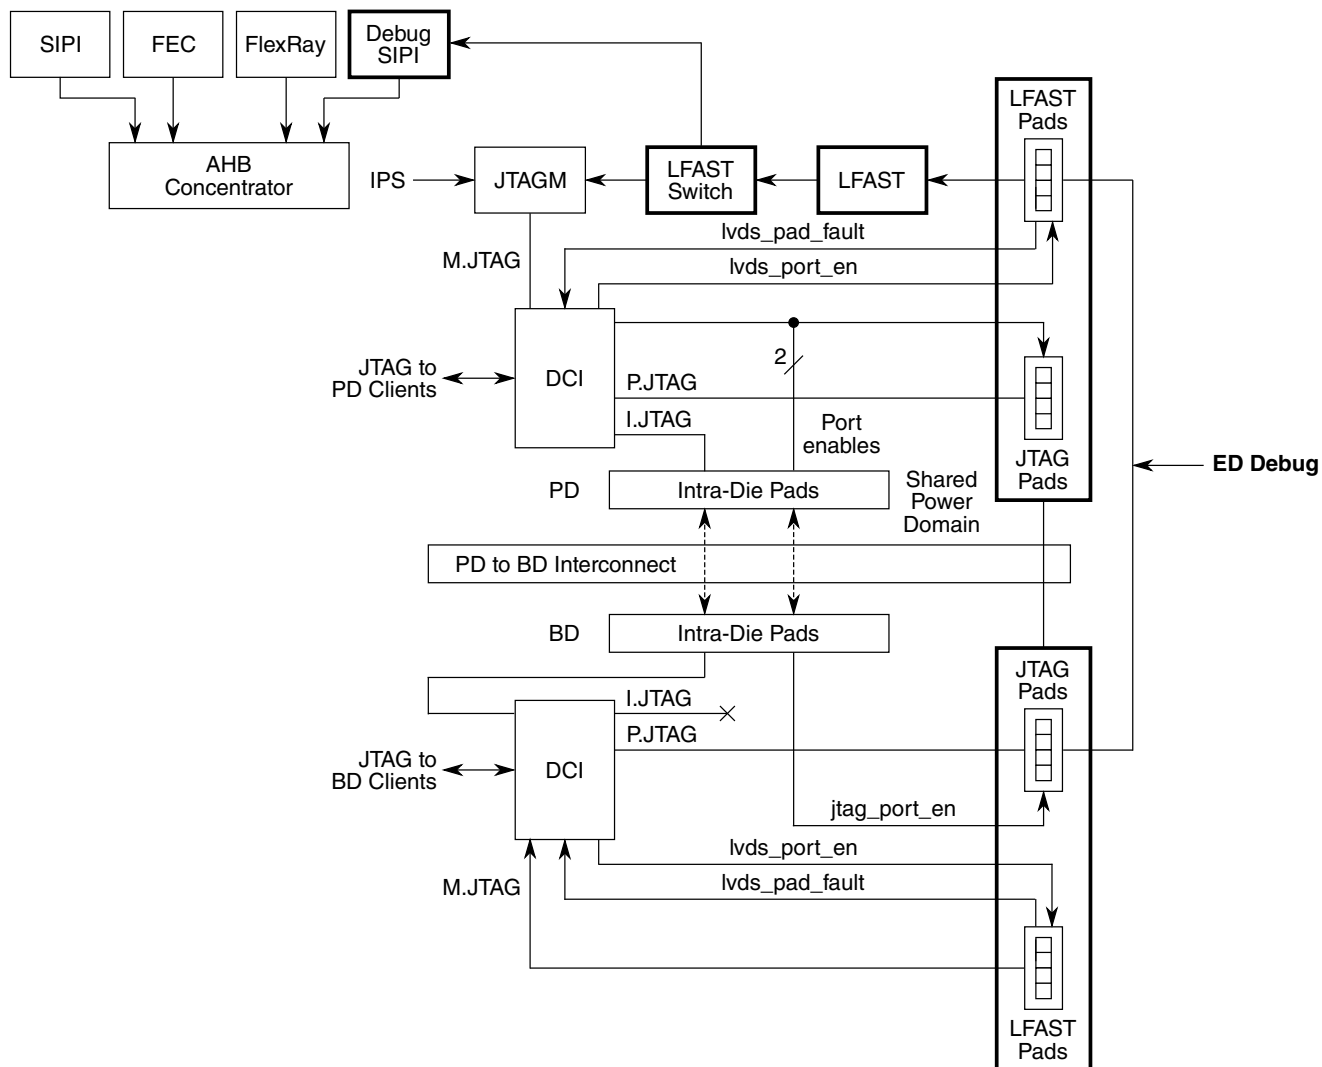 SIPI
FEC
FlexRay
Debug
SIPI
LFAST
Pads
AHB
Concentrator
IPS
JTAGM
LFAST
Switch
LFAST
lvds_pad_fault
M.JTAG
lvds_port_en
2
JTAG to
PD Clients
DCI
P.JTAG
I.JTAG
Port
enables
JTAG
Pads
ED Debug
PD
Intra-Die Pads
Shared
Power
Domain
PD to BD Interconnect
BD
Intra-Die Pads
JTAG
Pads
I.JTAG
P.JTAG
JTAG to
BD Clients
DCI
jtag_port_en
lvds_port_en
M.JTAG
lvds_pad_fault
LFAST
Pads